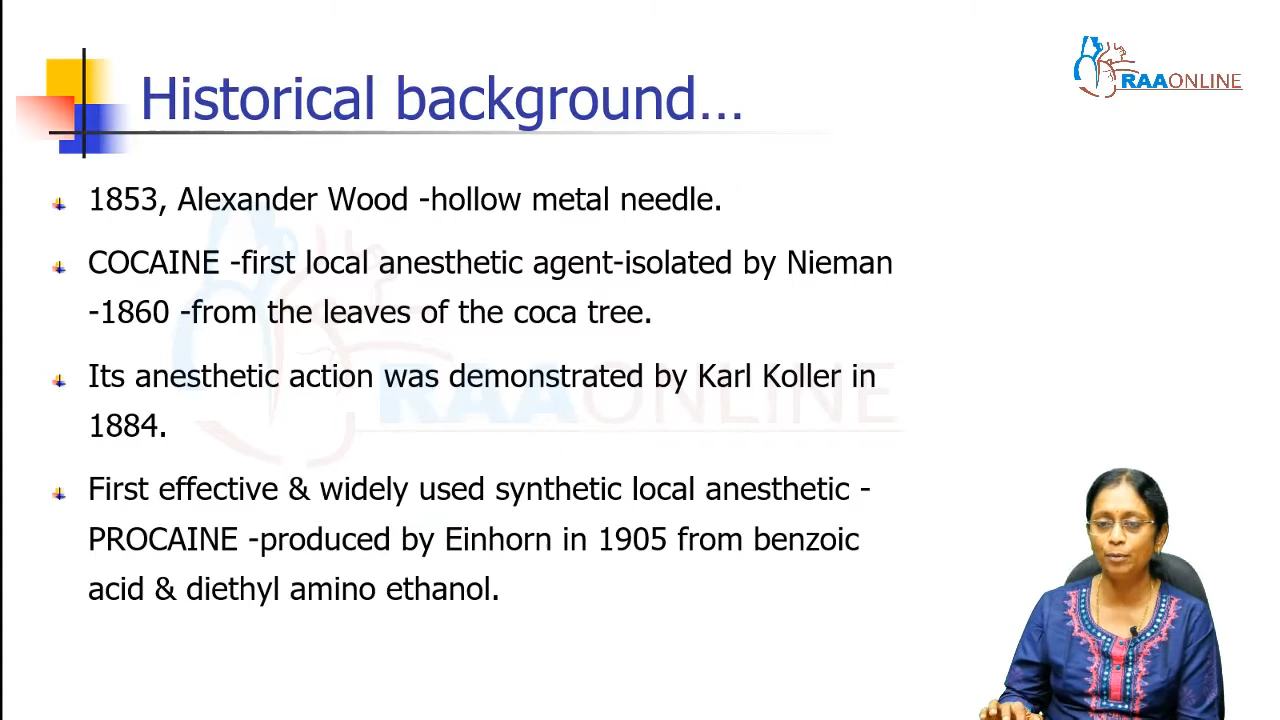 RAAONLINE
Historical background...
1853, Alexander Wood -hollow metal needle.
COCAINE -first local anesthetic agent-isolated by Nieman
-1860 -from the leaves of the coca tree.
Its anesthetic action was demonstrated by Karl Koller in
1884.
First effective & widely used synthetic local anesthetic -
PROCAINE -produced by Einhorn in 1905 from benzoic
acid & diethyl amino ethanol.
RAAONLINE